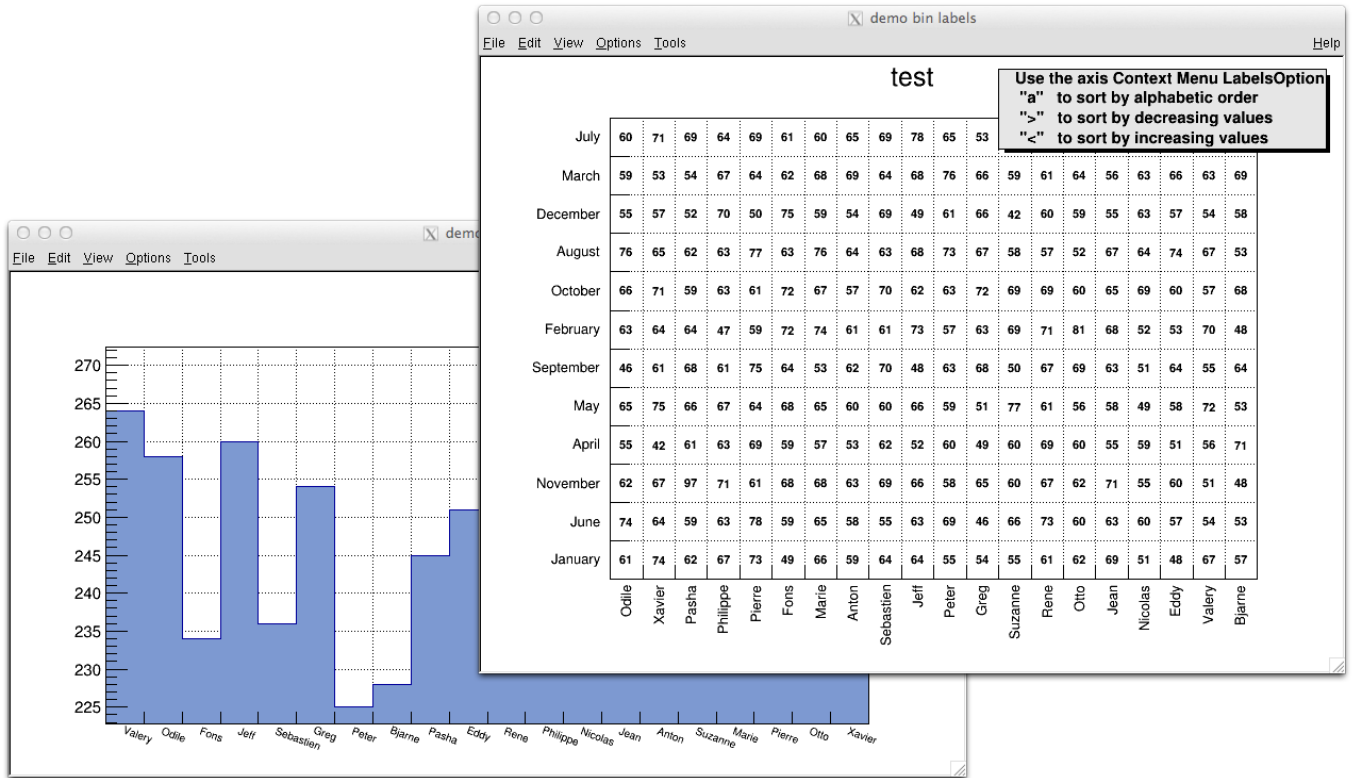 demo bin labels
File Edit View Options Tools Help
test
Use the axis Context Menu LabelsOption
"a" to sort by alphabetic order
">" to sort by decreasing values
"<" to sort by increasing values
July 60 71 69 64 69 61 60 65 69 78 65 53
March 59 53 54 67 64 62 68 69 64 68 76 66 59 61 64 56 63 66 63 69
December 55 57 52 70 50 75 59 54 69 49 61 66 42 60 59 55 63 57 54 58
August 76 65 62 63 77 63 76 64 63 68 73 67 58 57 52 67 64 74 67 53
October 66 71 59 63 61 72 67 57 70 62 63 72 69 69 60 65 69 60 57 68
February 63 64 64 47 59 72 74 61 61 73 57 63 69 71 81 68 52 53 70 48
September 46 61 68 61 75 64 53 62 70 48 63 68 50 67 69 63 51 64 55 64
May 65 75 66 67 64 68 65 60 60 66 59 51 77 61 56 58 49 58 72 53
April 55 42 61 63 69 59 57 53 62 52 60 49 60 69 60 55 59 51 56 71
November 62 67 97 71 61 68 68 63 69 66 58 65 60 67 62 71 55 60 51 48
June 74 64 59 63 78 59 65 58 55 63 69 46 66 73 60 63 60 57 54 53
January 61 74 62 67 73 49 66 59 64 64 55 54 55 61 62 69 51 48 67 57
Odile Xavier Pasha Philippe Pierre Fons Marie Anton Sebastien Jeff Peter Greg Suzanne Rene Otto Jean Nicolas Eddy Valery Bjarne
demo
File Edit View Options Tools
270
265
260
255
250
245
240
235
230
225
Valery Odile Fons Jeff Sebastien Greg Peter Bjarne Pasha Eddy Rene Philippe Nicolas Jean Anton Suzanne Marie Pierre Otto Xavier